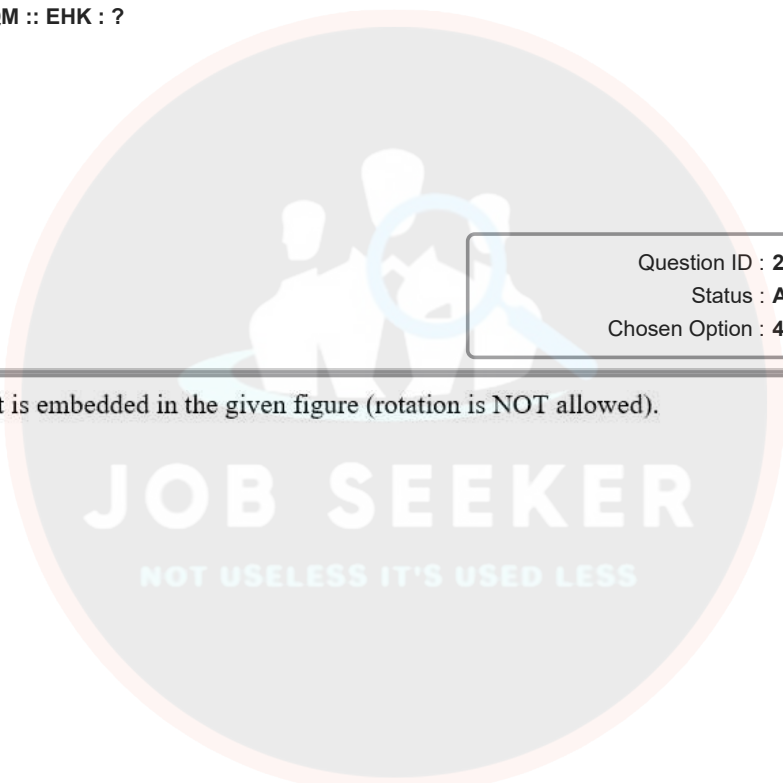 M :: EHK : ?
Question ID : 2
Status : A
Chosen Option : 4
t is embedded in the given figure (rotation is NOT allowed).
JOB SEEKER
NOT USELESS IT'S USED LESS